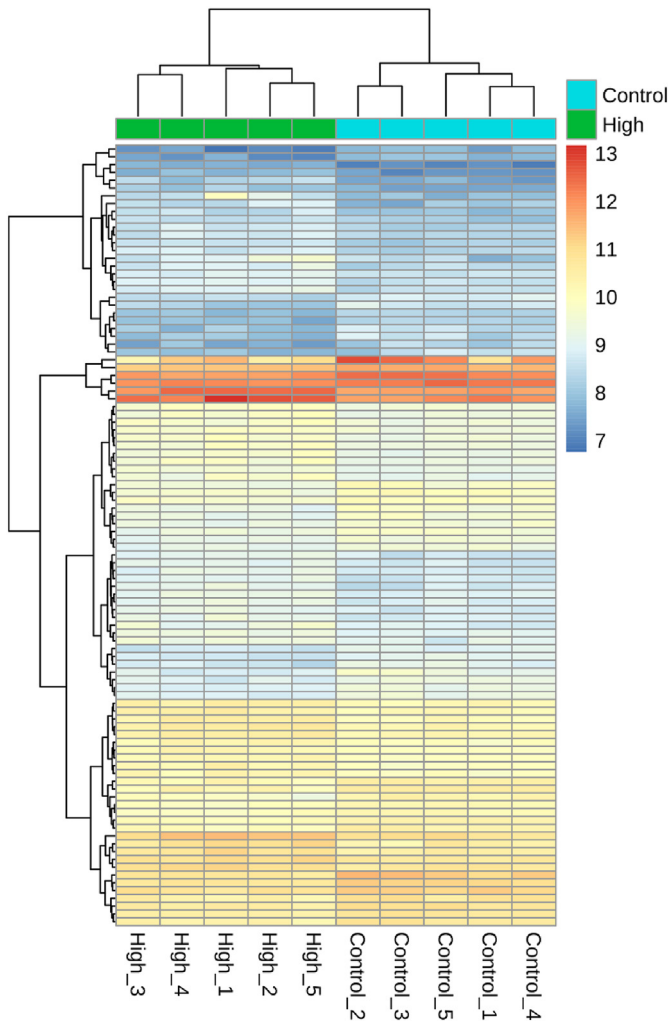 Control
High
13
12
11
10
9
8
7
High_3
High_4
High_1
High_2
High_5
Control_2
Control_3
Control_5
Control_1
Control_4